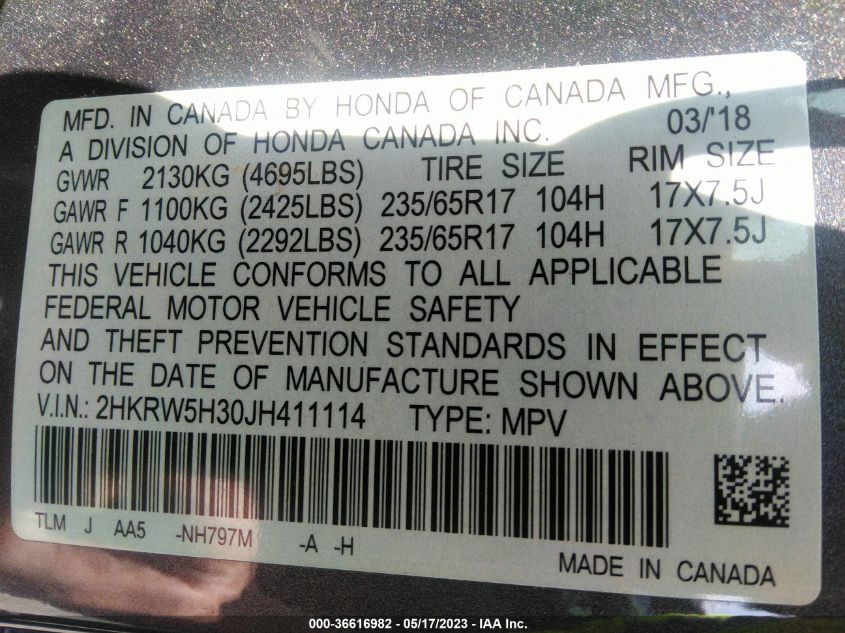 MFD. IN CANADA BY HONDA OF CANADA MFG.,
A DIVISION OF HONDA CANADA INC. 03/'18
GVWR 2130KG (4695LBS) TIRE SIZE RIM SIZE
GAWR F 1100KG (2425LBS) 235/65R17 104H 17X7.5J
GAWR R 1040KG (2292LBS) 235/65R17 104H 17X7.5J
THIS VEHICLE CONFORMS TO ALL APPLICABLE
FEDERAL MOTOR VEHICLE SAFETY
AND THEFT PREVENTION STANDARDS IN EFFECT
ON THE DATE OF MANUFACTURE SHOWN ABOVE.
V.I.N.: 2HKRW5H30JH411114 TYPE: MPV
TLM J AA5 -NH797M -A -H
MADE IN CANADA
000-36616982 - 05/17/2023 - IAA Inc.